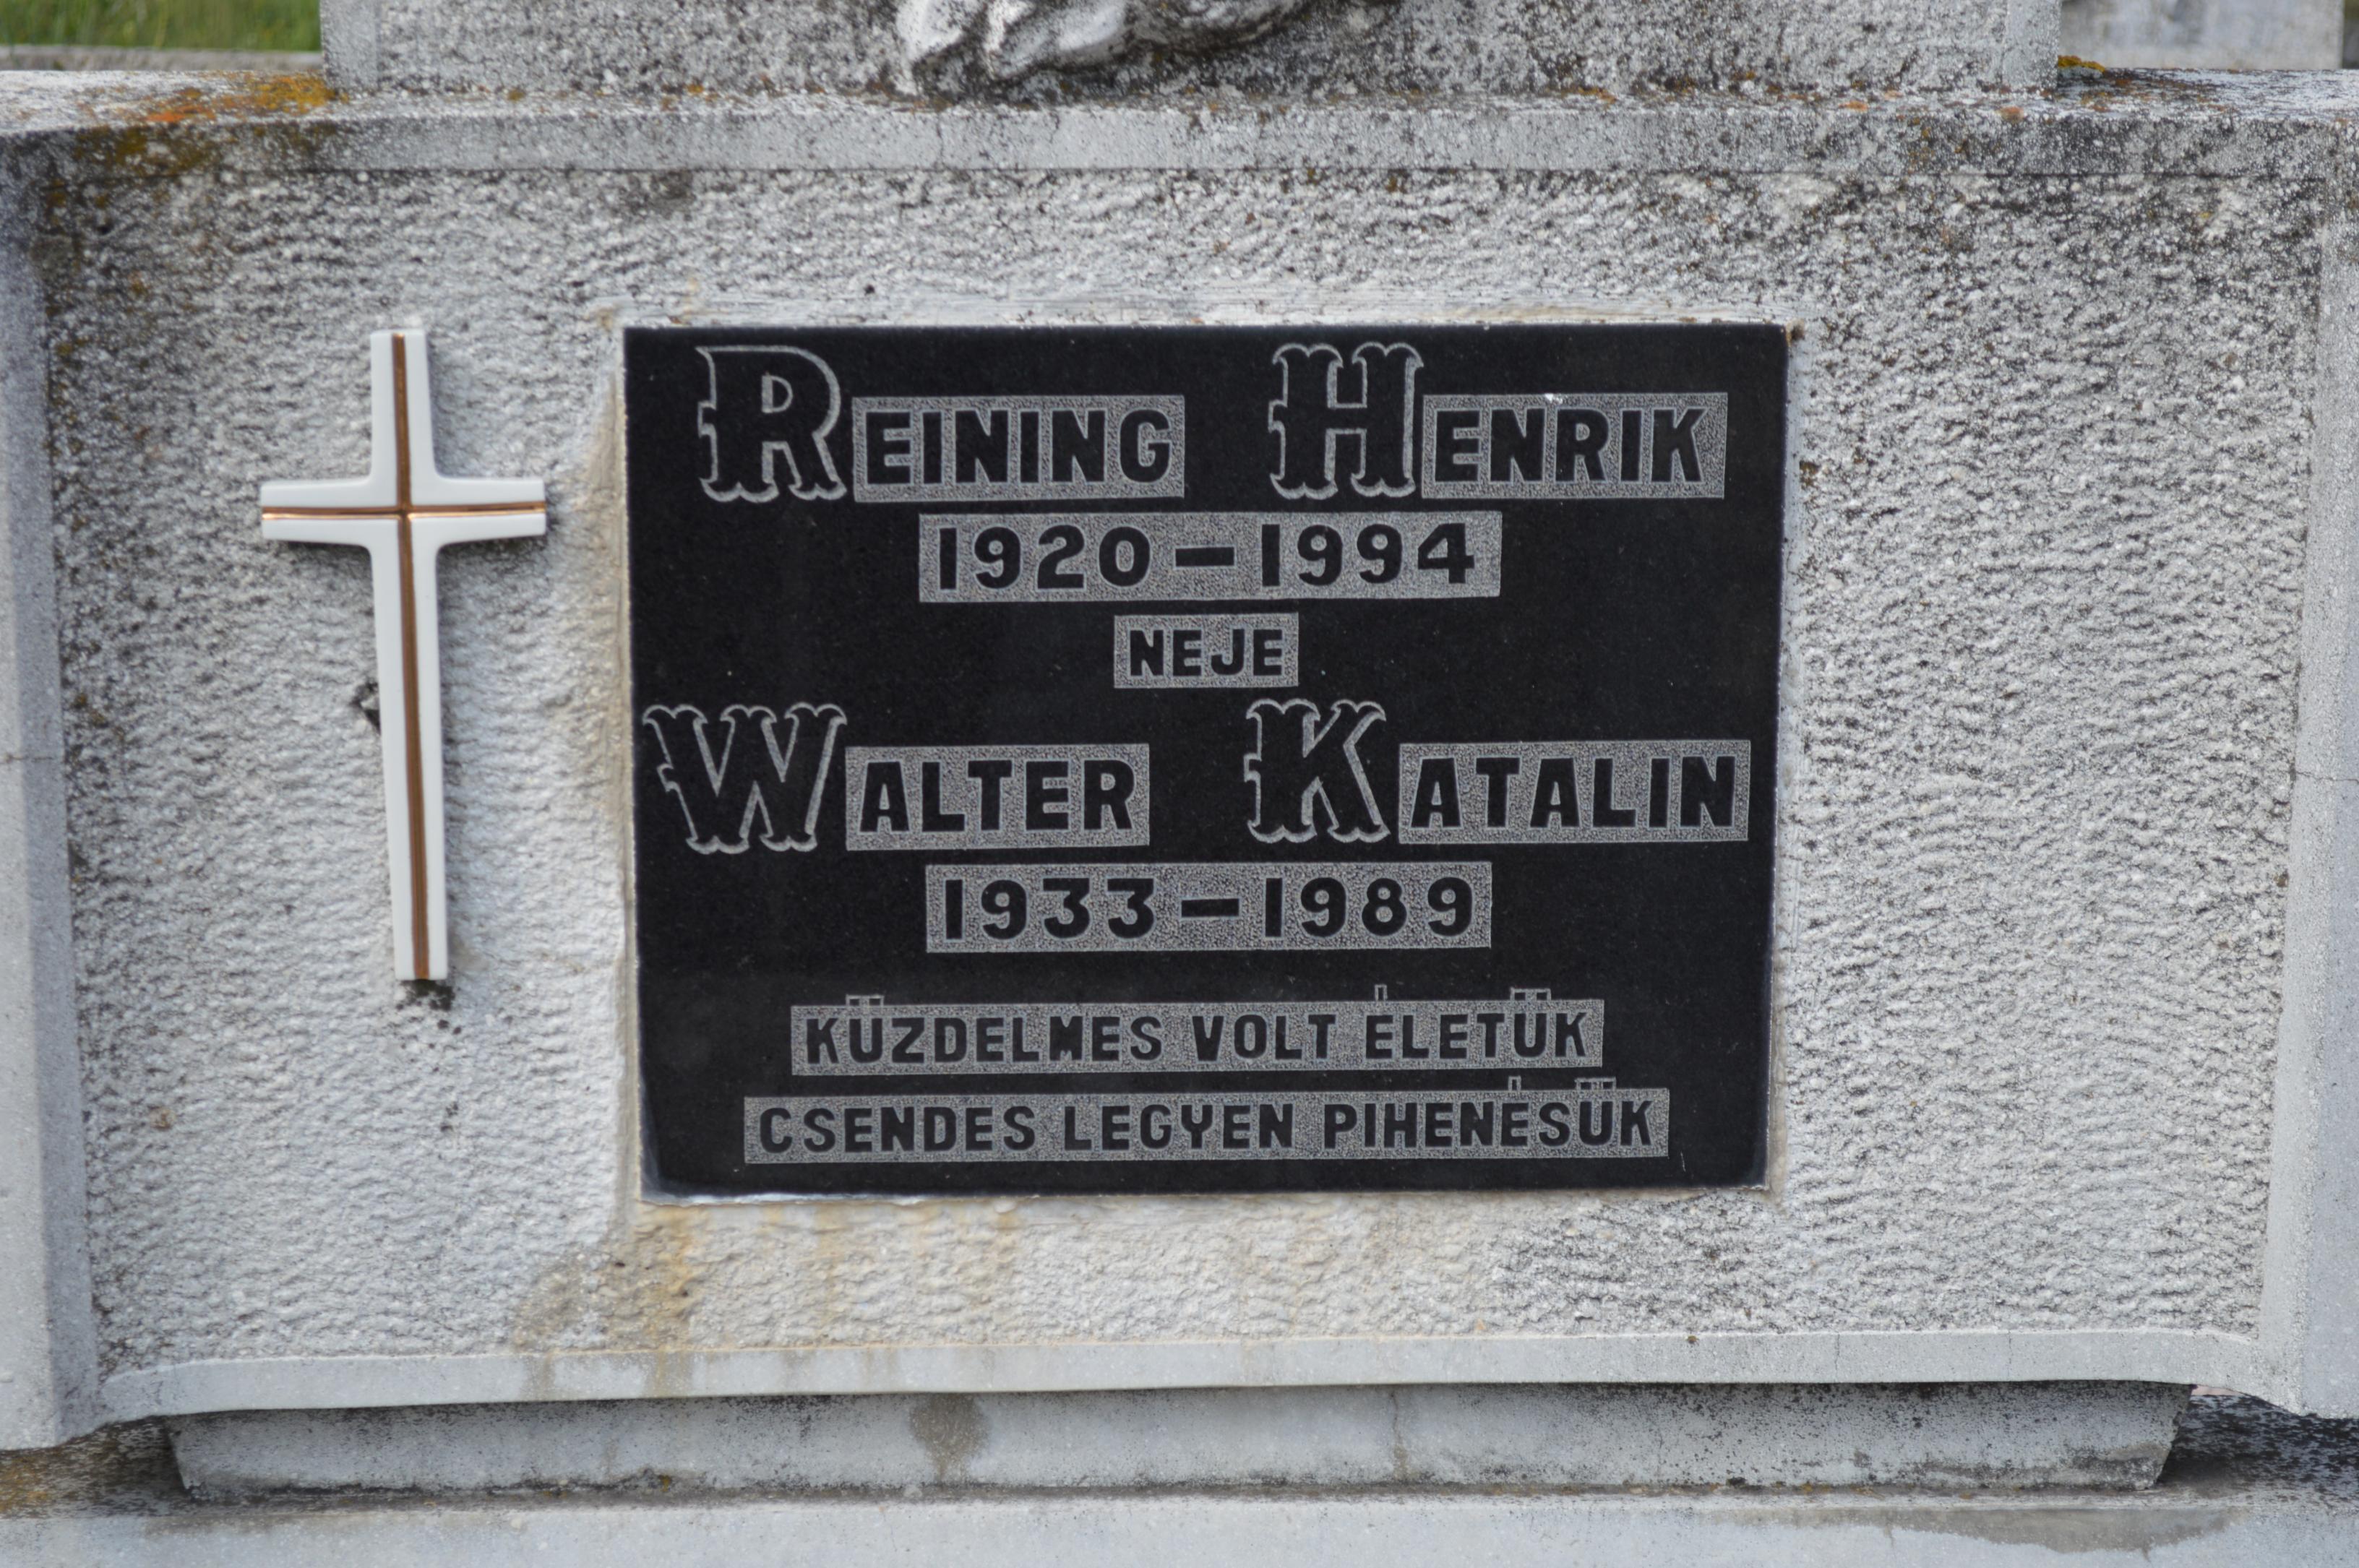 REINING HENRIK
1920-1994
NEJE
WALTER KATALIN
1933-1989
KÜZDELMES VOLT ÉLETÜK
CSENDES LEGYEN PIHENÉSÜK